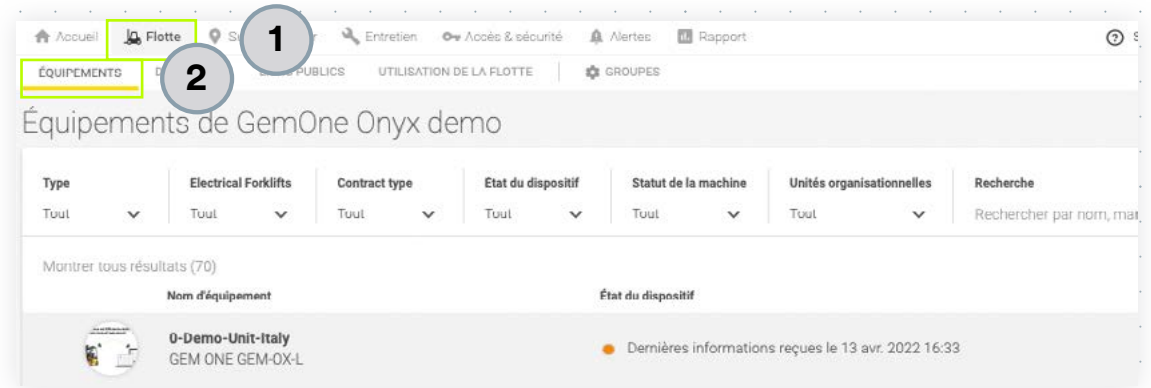 Accueil Flotte 1 Entretien Accès & sécurité Alertes Rapport
ÉQUIPEMENTS 2 PUBLICS UTILISATION DE LA FLOTTE GROUPES
Équipements de GemOne Onyx demo
Type Electrical Forklifts Contract type État du dispositif Statut de la machine Unités organisationnelles Recherche
Tout Tout Tout Tout Tout Tout Rechercher par nom,
Montrer tous résultats (70)
Nom d'équipement État du dispositif
0-Demo-Unit-Italy
GEM ONE GEM-OX-L
Dernières informations reçues le 13 avr. 2022 16:33